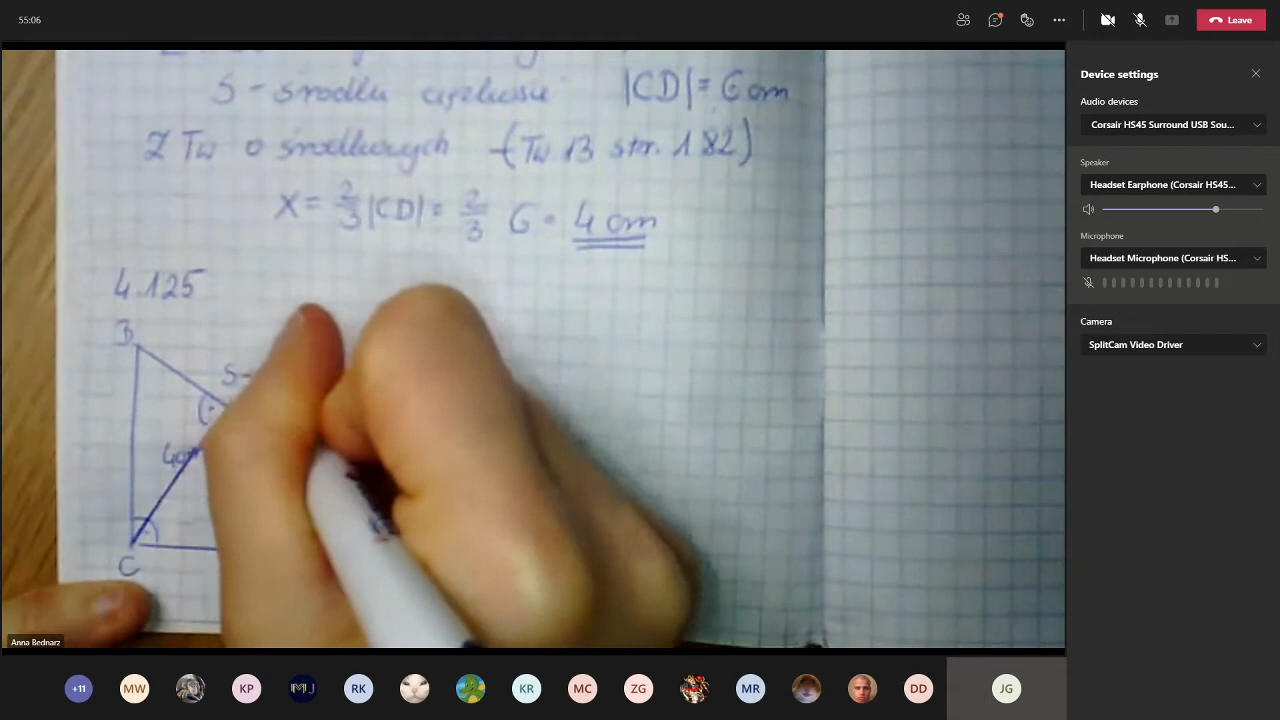 55:06
Leave
S - środku ciężkości |CD| = 6 cm
Z Tw o środkowych (Tw 13 str. 182)
X = 2/3 |CD| = 2/3 6 = 4 cm
4.125
B
S
C
Anna Bednarz
Device settings
Audio devices
Corsair HS45 Surround USB Sou...
Speaker
Headset Earphone (Corsair HS45...
Microphone
Headset Microphone (Corsair HS...
Camera
SplitCam Video Driver
+11
MW
KP
MJ
RK
KR
MC
ZG
MR
DD
JG